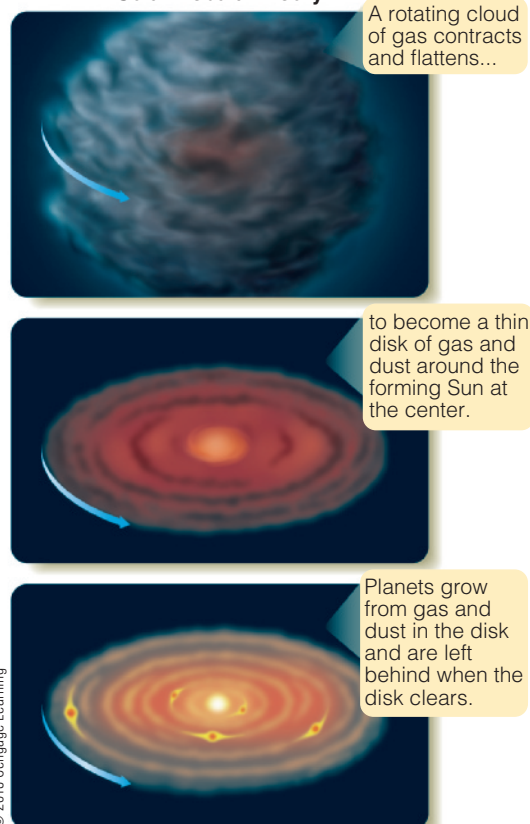 A rotating cloud
of gas contracts
and flattens...
to become a thin
disk of gas and
dust around the
forming Sun at
the center.
Planets grow
from gas and
dust in the disk
and are left
behind when the
disk clears.
Cengage Learning